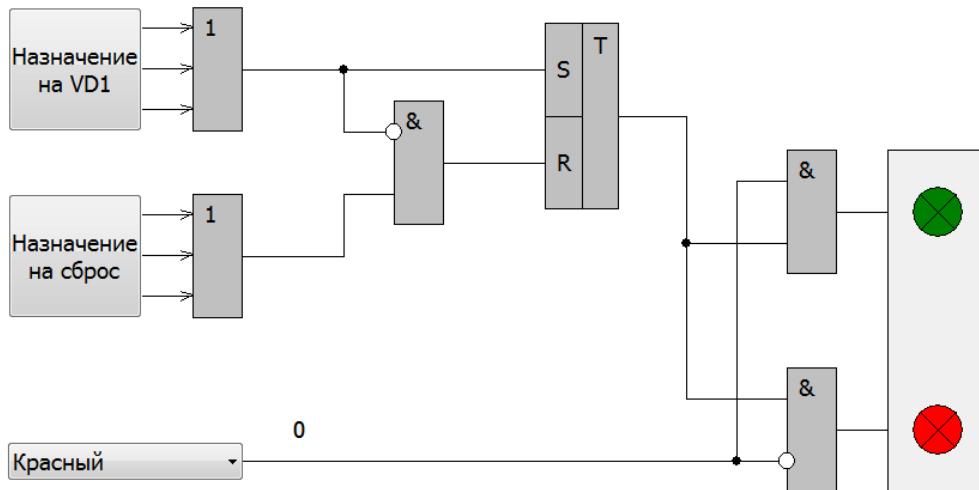 Назначение
на VD1
1
S
T
&
R
&
Назначение
на сброс
1
&
0
Красный